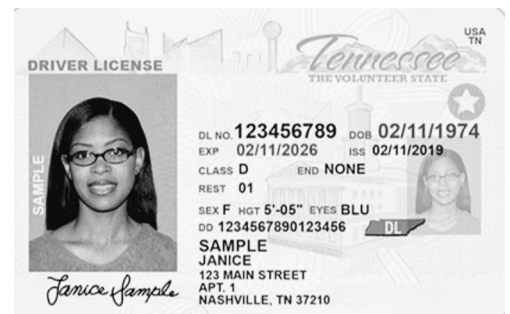 USA
TN
Tennessee
THE VOLUNTEER STATE
DRIVER LICENSE
SAMPLE
DL NO. 123456789 DOB 02/11/1974
EXP 02/11/2026 ISS 02/11/2019
CLASS D END NONE
REST 01
SEX F HGT 5'-05" EYES BLU
DD 1234567890123456
DL
SAMPLE
JANICE
123 MAIN STREET
APT. 1
NASHVILLE, TN 37210
Janice Sample